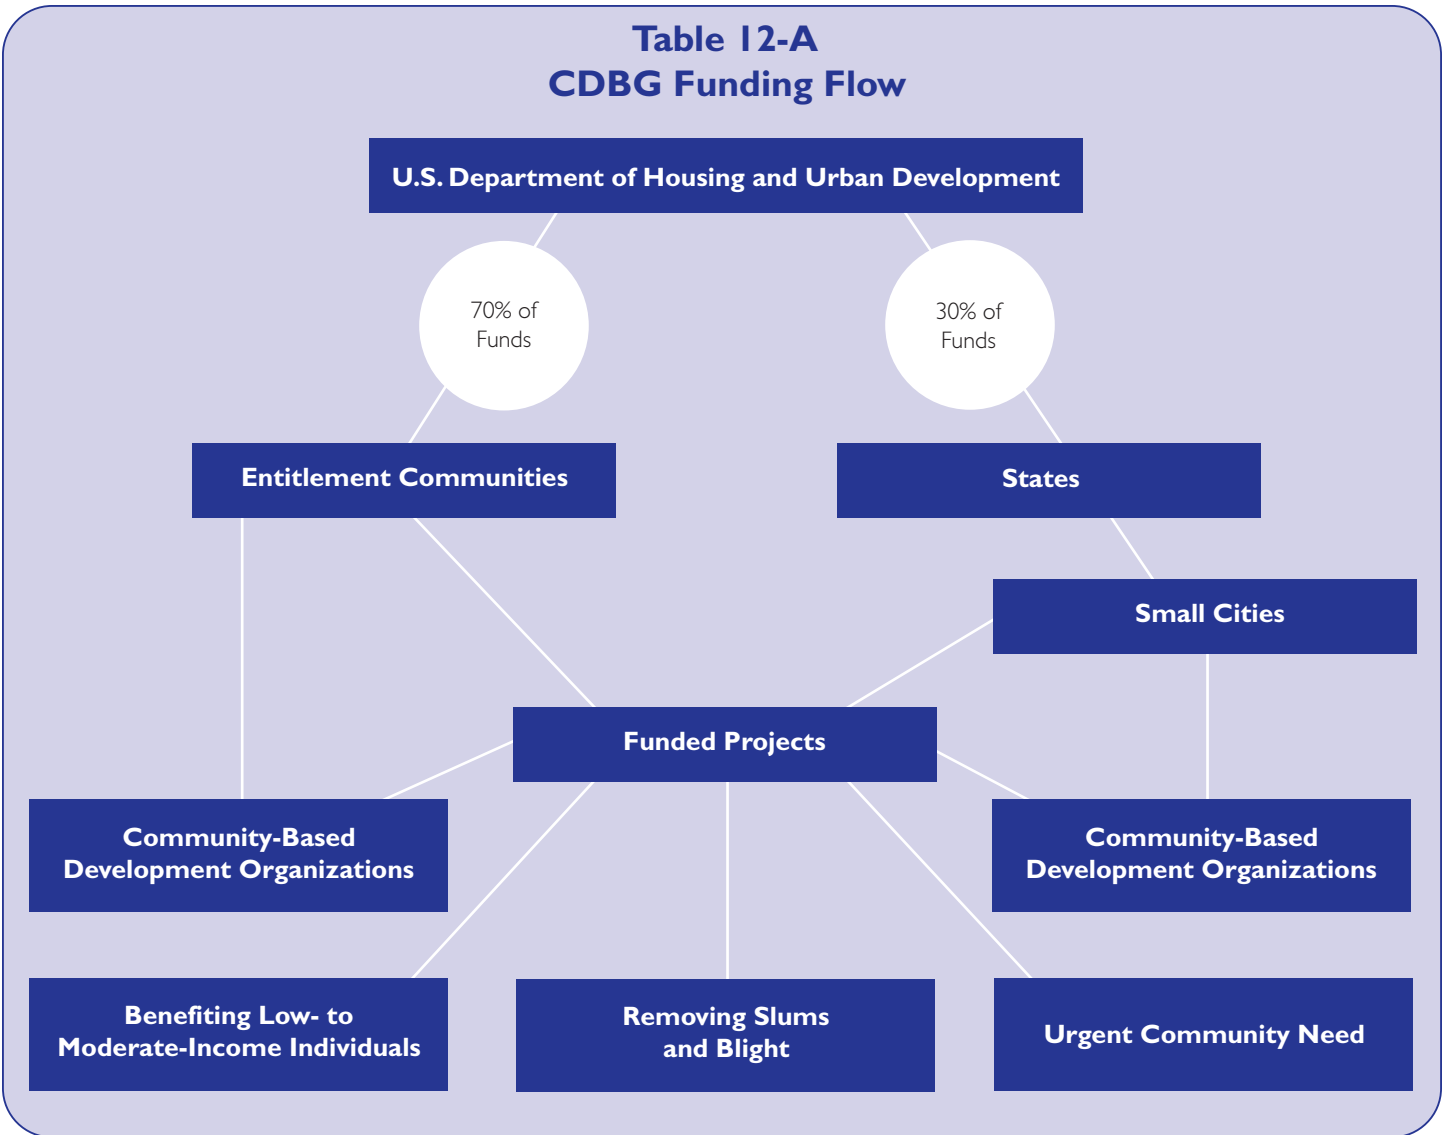 Table 12-A
CDBG Funding Flow
U.S. Department of Housing and Urban Development
70% of
Funds
30% of
Funds
Entitlement Communities
States
Small Cities
Funded Projects
Community-Based
Development Organizations
Community-Based
Development Organizations
Benefiting Low- to
Moderate-Income Individuals
Removing Slums
and Blight
Urgent Community Need